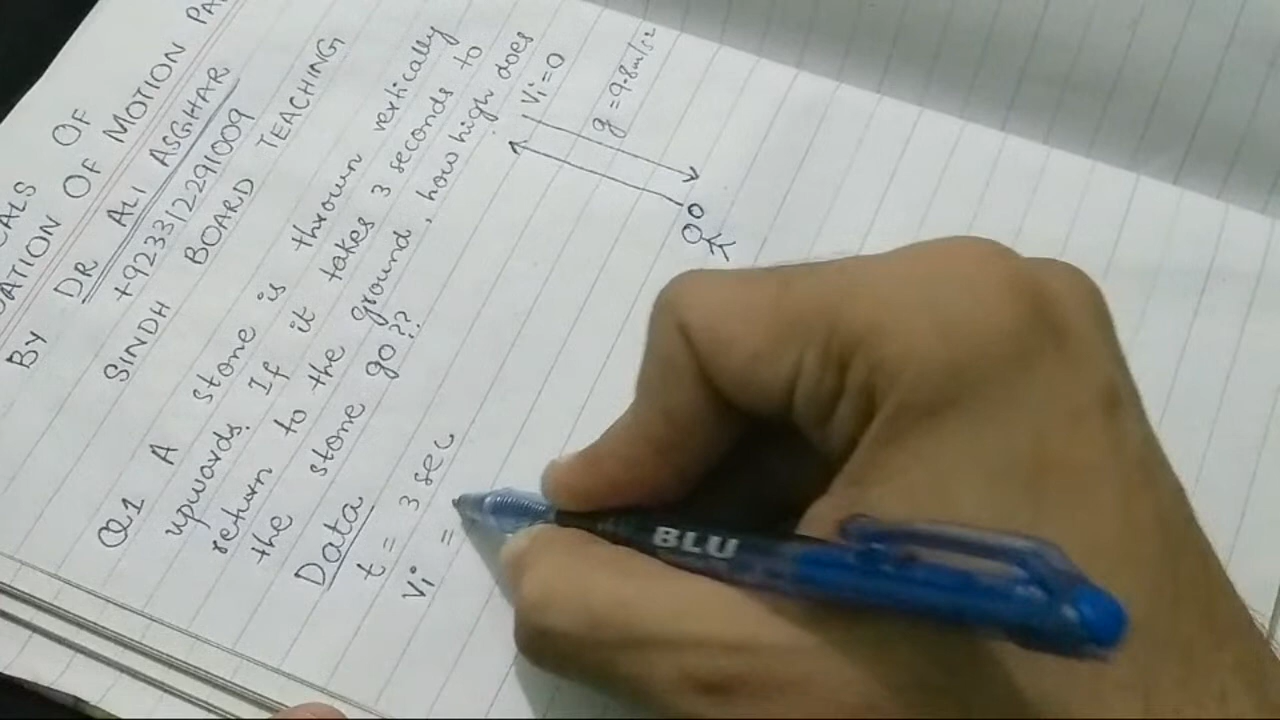 OF
OF MOTION
BY DR ALI ASGHAR
+923312291009
SINDH BOARD TEACHING
Q1 A stone is thrown vertically
upwards. If it takes 3 seconds to
return to the ground, how high does
the stone go??
Data
t = 3 sec
Vi =
Vi=0
g=9.8m/s2
BLU